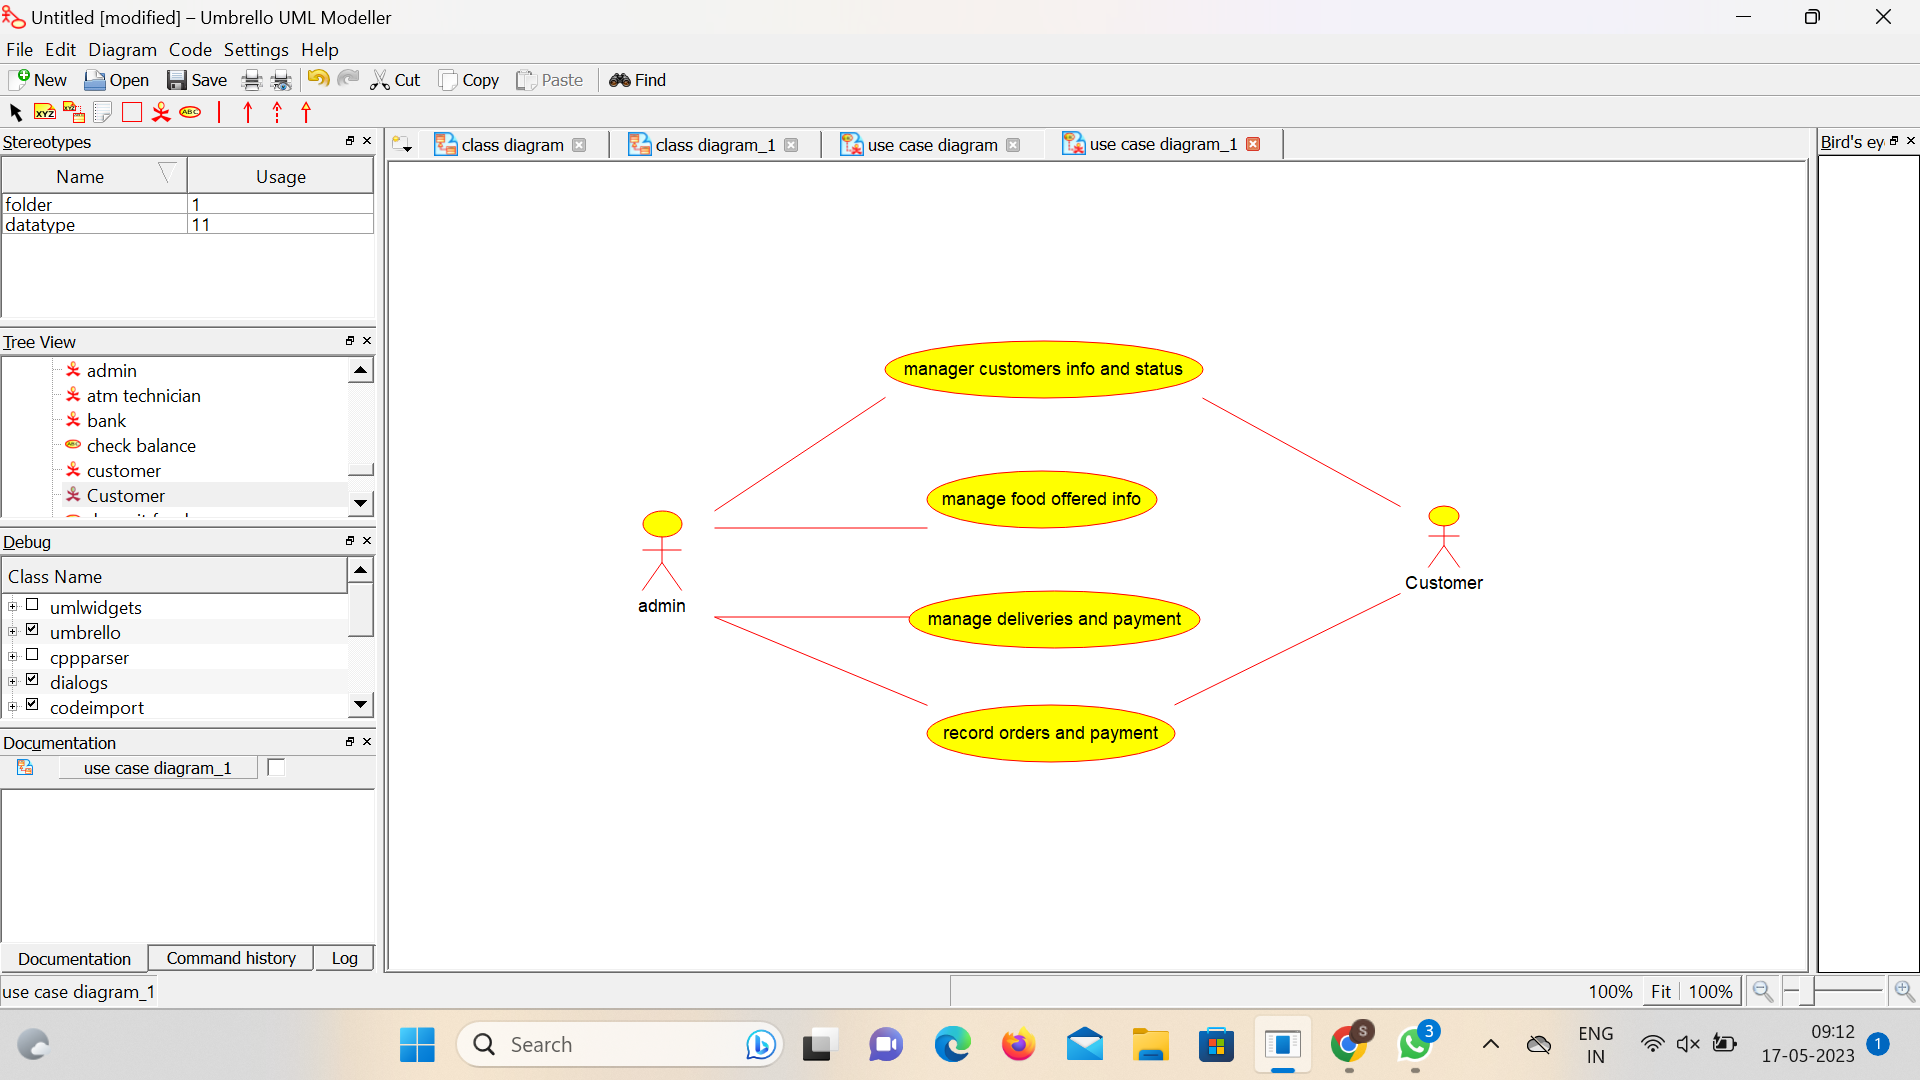 Untitled [modified] – Umbrello UML Modeller
File Edit Diagram Code Settings Help
New Open Save Cut Copy Paste Find
XYZ XYZ ABC
Stereotypes
Name Usage
folder 1
datatype 11
Tree View
admin
atm technician
bank
check balance
customer
Customer
Debug
Class Name
umlwidgets
umbrello
cppparser
dialogs
codeimport
Documentation
use case diagram_1
Documentation Command history Log
use case diagram_1
class diagram class diagram_1 use case diagram use case diagram_1
manager customers info and status
manage food offered info
admin
Customer
manage deliveries and payment
record orders and payment
Bird's ey
100% Fit 100%
Search
S
3
ENG
IN
09:12
17-05-2023
1